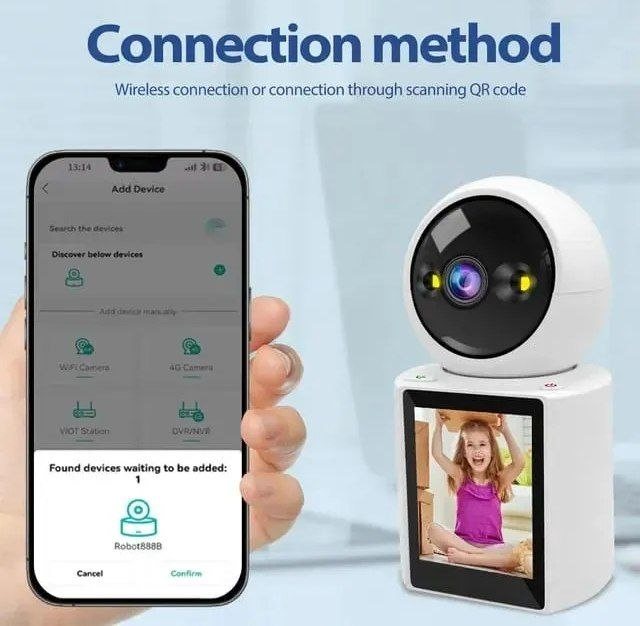 Connection method
Wireless connection or connection through scanning QR code
13:14
Add Device
Search the devices
Discover below devices
Add device manually
WiFi Camera
4G Camera
VIOT Station
DVR/NVR
Found devices waiting to be added:
1
Robot888B
Cancel
Confirm